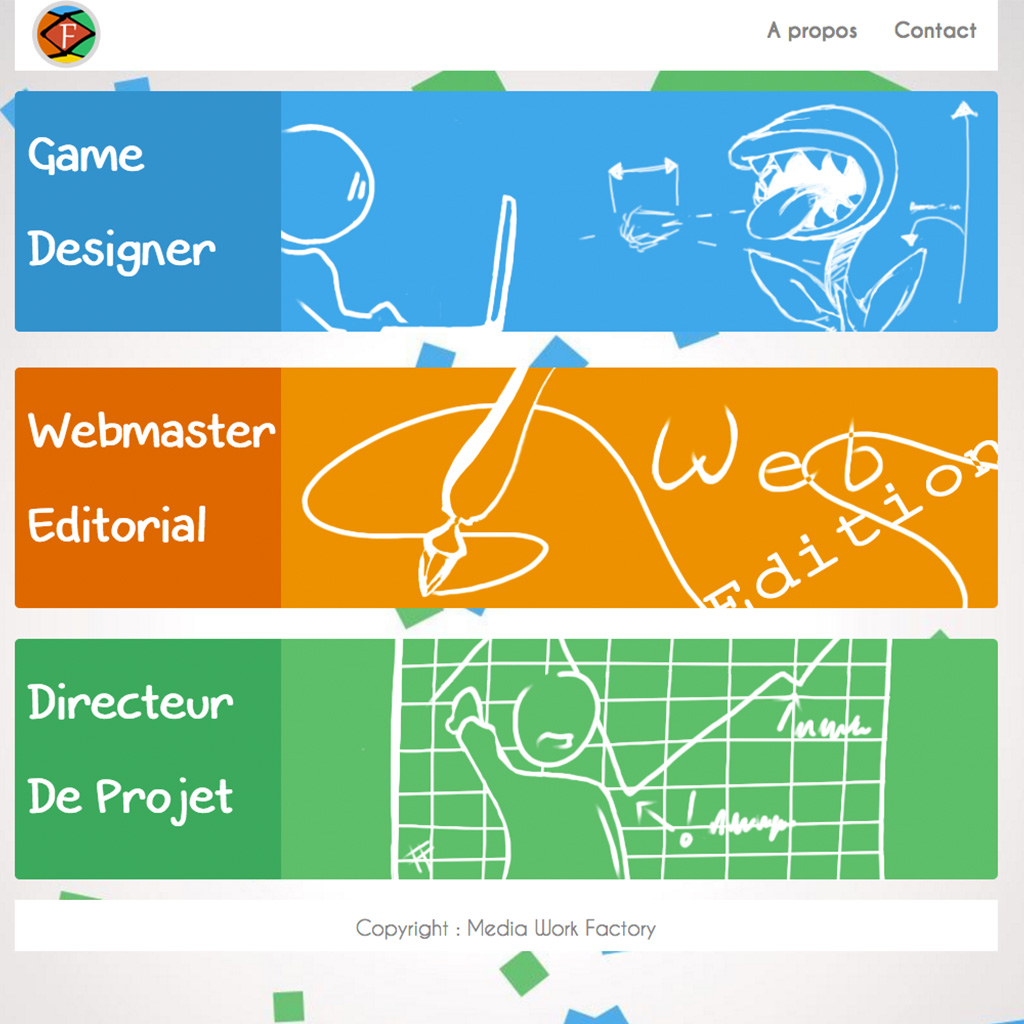 F
A propos
Contact
Game
Designer
Webmaster
Editorial
Web
Edition
Directeur
De Projet
!
Copyright : Media Work Factory